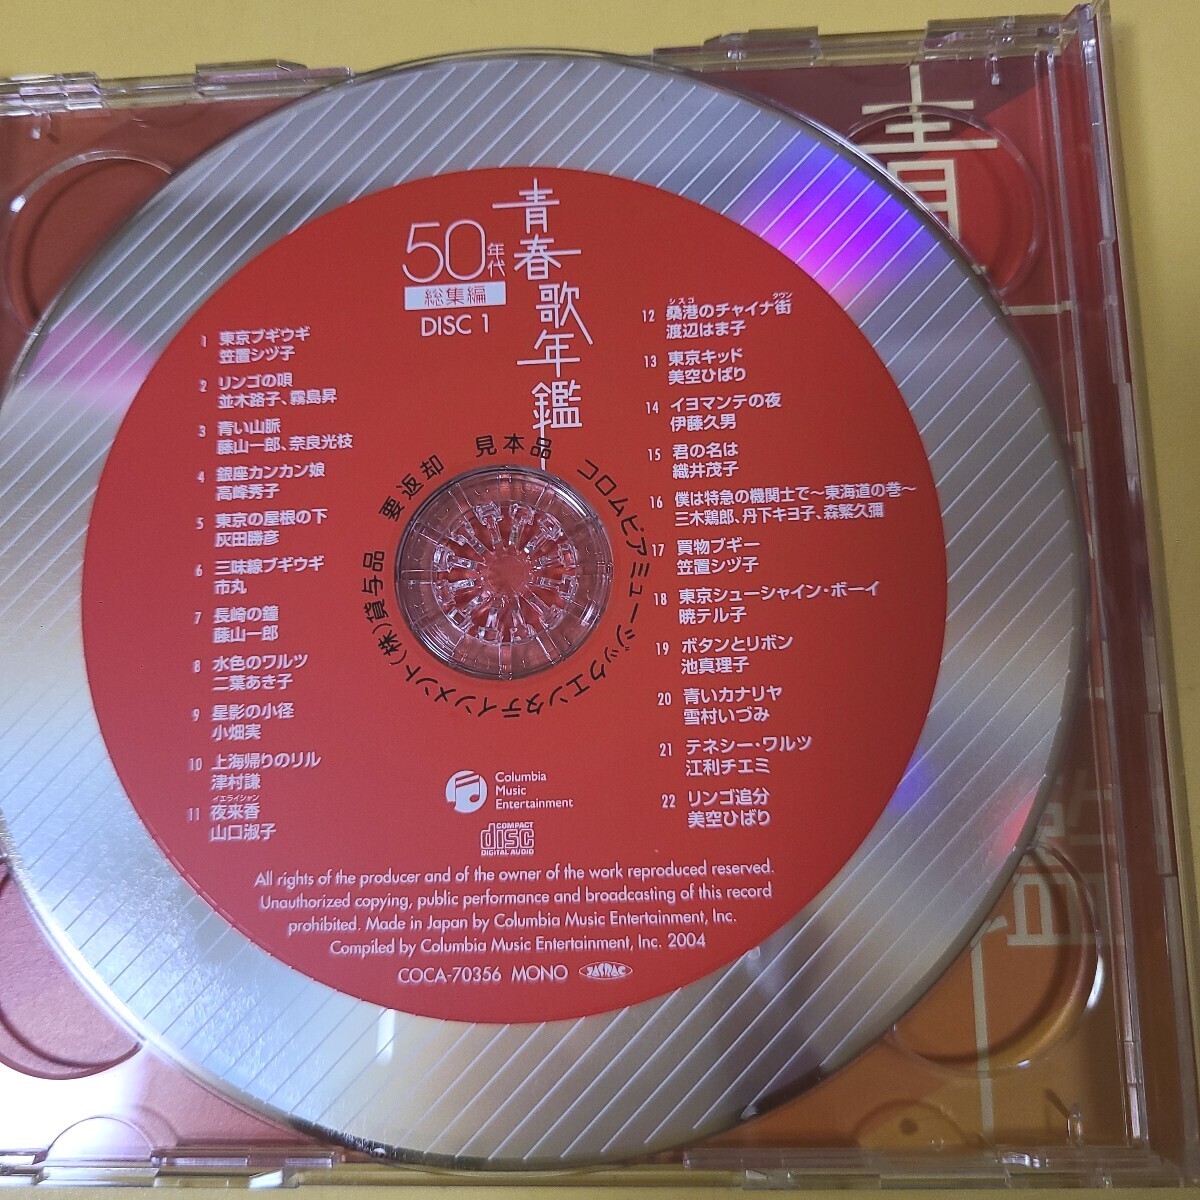 青春歌年鑑
50年代
総集編
DISC 1
1 東京ブギウギ
笠置シヅ子
2 リンゴの唄
並木路子、霧島昇
3 青い山脈
藤山一郎、奈良光枝
4 銀座カンカン娘
高峰秀子
5 東京の屋根の下
灰田勝彦
6 三味線ブギウギ
市丸
7 長崎の鐘
藤山一郎
8 水色のワルツ
二葉あき子
9 星影の小径
小畑実
10 上海帰りのリル
津村謙
イエライシャン
11 夜来香
山口淑子
シスコ タウン
12 桑港のチャイナ街
渡辺はま子
13 東京キッド
美空ひばり
14 イヨマンテの夜
伊藤久男
15 君の名は
織井茂子
16 僕は特急の機関士で〜東海道の巻〜
三木鶏郎、丹下キヨ子、森繁久彌
17 買物ブギー
笠置シヅ子
18 東京シューシャイン・ボーイ
暁テル子
19 ボタンとリボン
池真理子
20 青いカナリヤ
雪村いづみ
21 テネシー・ワルツ
江利チエミ
22 リンゴ追分
美空ひばり
見本品 コロムビアミュージックエンタテインメント(株)貸与品 要返却
Columbia
Music
Entertainment
COMPACT
disc
DIGITAL AUDIO
All rights of the producer and of the owner of the work reproduced reserved.
Unauthorized copying, public performance and broadcasting of this record
prohibited. Made in Japan by Columbia Music Entertainment, Inc.
Compiled by Columbia Music Entertainment, Inc. 2004
COCA-70356 MONO JASRAC
青